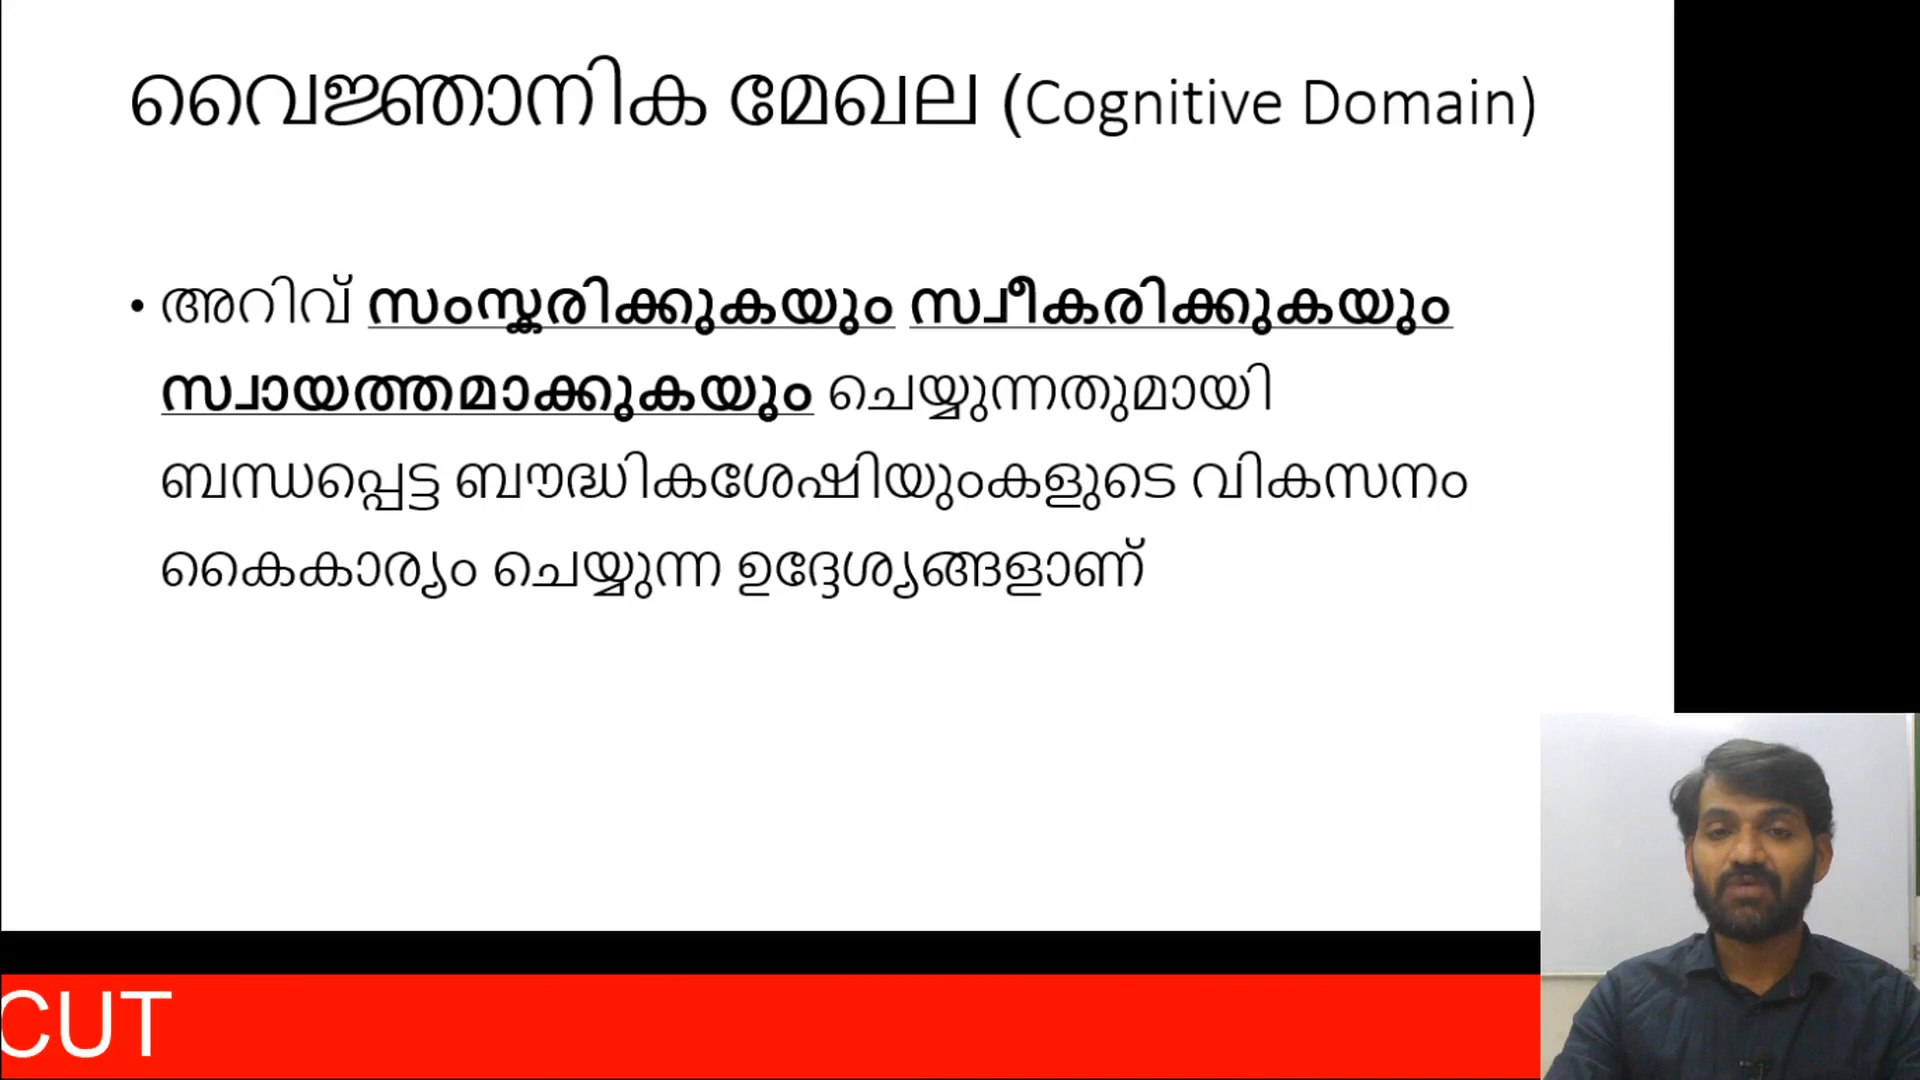 വൈജ്ഞാനിക മേഖല (Cognitive Domain)
• അറിവ് സംസ്കരിക്കുകയും സ്വീകരിക്കുകയും
സ്വായത്തമാക്കുകയും ചെയ്യുന്നതുമായി
ബന്ധപ്പെട്ട ബൗദ്ധികശേഷിയുംകളുടെ വികസനം
കൈകാര്യം ചെയ്യുന്ന ഉദ്ദേശ്യങ്ങളാണ്
CUT